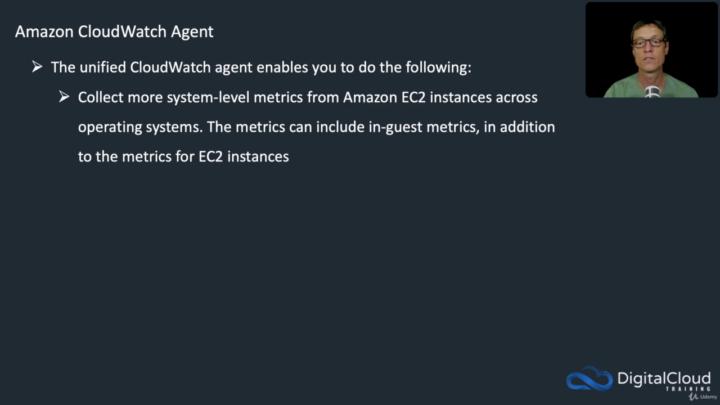 Amazon CloudWatch Agent
➢ The unified CloudWatch agent enables you to do the following:
➢ Collect more system-level metrics from Amazon EC2 instances across
operating systems. The metrics can include in-guest metrics, in addition
to the metrics for EC2 instances
DigitalCloud
TRAINING
Udemy